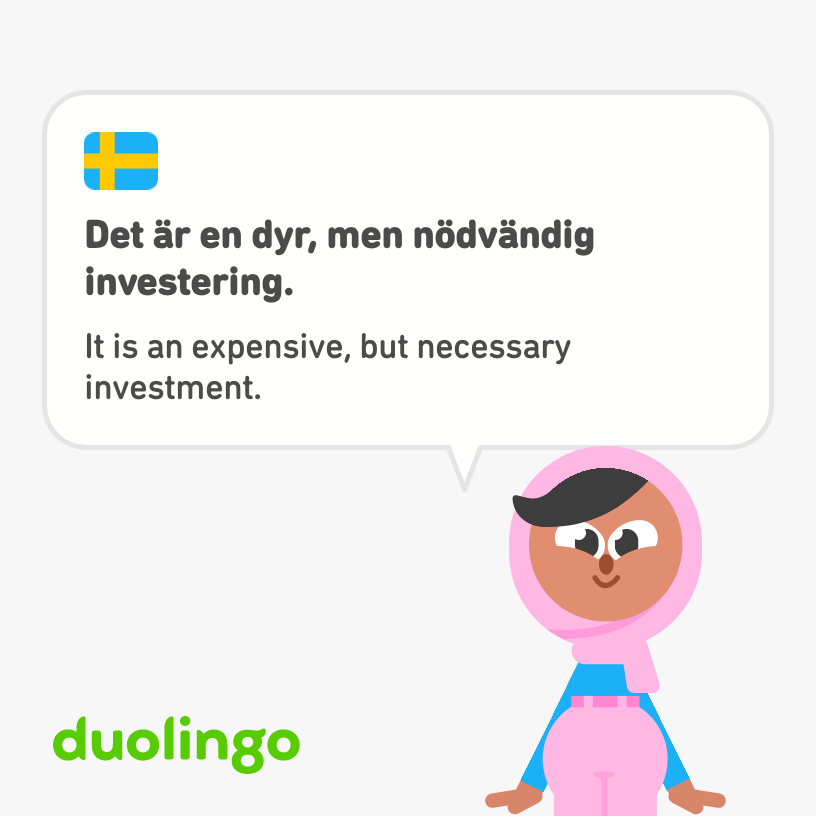 Det är en dyr, men nödvändig
investering.
It is an expensive, but necessary
investment.
duolingo